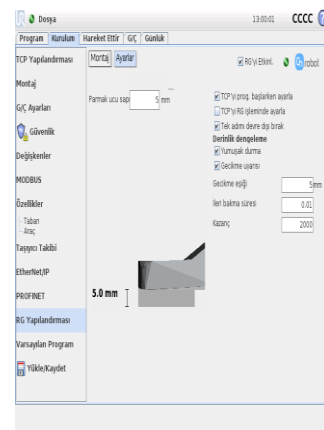 Dosya 13:00:01 CCCC
Program Kurulum Hareket Ettir G/Ç Günlük
TCP Yapılandırması
Montaj
G/Ç Ayarları
Güvenlik
Değişkenler
MODBUS
Özellikler
Taban
Araç
Taşıyıcı Takibi
EtherNet/IP
PROFINET
RG Yapılandırması
Varsayılan Program
Yükle/Kaydet
Montaj Ayarlar
RG'yi Etkinl. robot
Parmak ucu sapı 5 mm
TCP'yi prog. başlarken ayarla
TCP'yi RG işleminde ayarla
Tek adımı devre dışı bırak
Derinlik dengeleme
Yumuşak durma
Gecikme uyarısı
Gecikme eşiği 5 mm
İleri bakma süresi 0.01
Kazanç 2000
5.0 mm